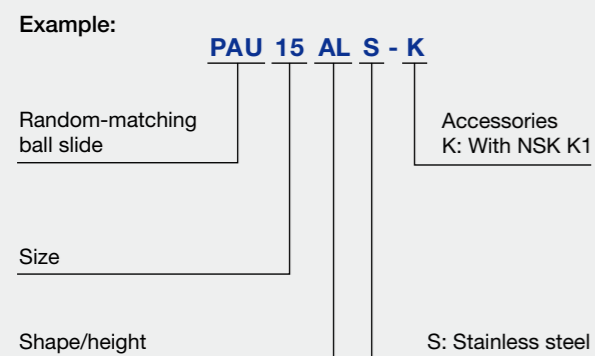 Example:
PAU 15 AL S - K
Random-matching
ball slide
Accessories
K: With NSK K1
Size
Shape/height
S: Stainless steel